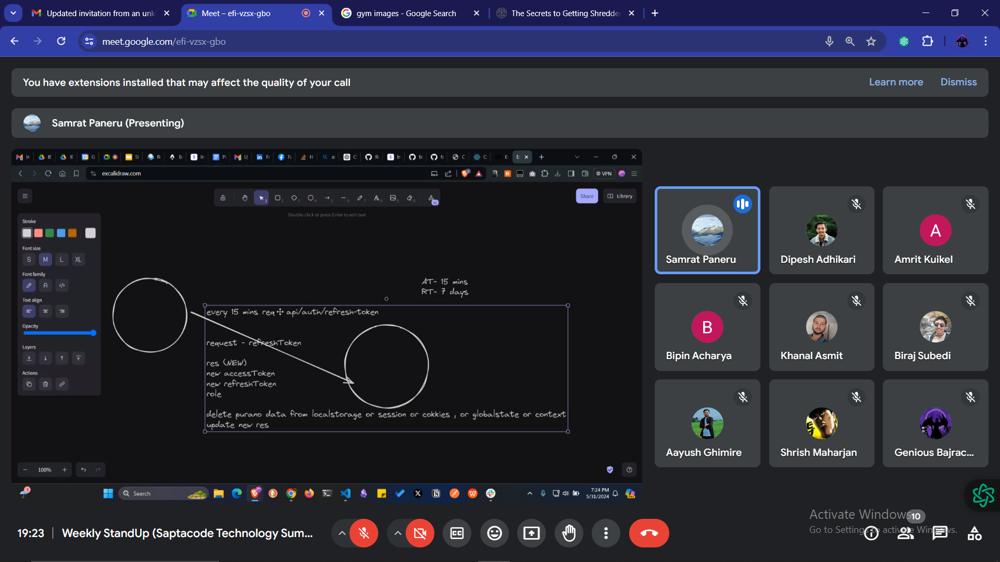 Updated invitation from an unk
Meet – efi-vzsx-gbo
gym images - Google Search
The Secrets to Getting Shredde
meet.google.com/efi-vzsx-gbo
You have extensions installed that may affect the quality of your call
Learn more
Dismiss
Samrat Paneru (Presenting)
excalidraw.com
VPN
Share
Library
Double-click or press Enter to edit text
Stroke
Font size
S M L XL
Font family
Text align
Opacity
Layers
Actions
AT- 15 mins
RT- 7 days
every 15 mins req api/auth/refresh-token
request - refreshToken
res (NEW)
new accessToken
new refreshToken
role
delete purano data from localstorage or session or cokkies , or globalstate or context
update new res
100%
Search
7:24 PM
5/31/2024
Samrat Paneru
Dipesh Adhikari
A
Amrit Kuikel
B
Bipin Acharya
Khanal Asmit
Biraj Subedi
Aayush Ghimire
Shrish Maharjan
Genious Bajrac...
19:23
Weekly StandUp (Saptacode Technology Sum...
Activate Windows
10
Go to Settings to activate Windows.